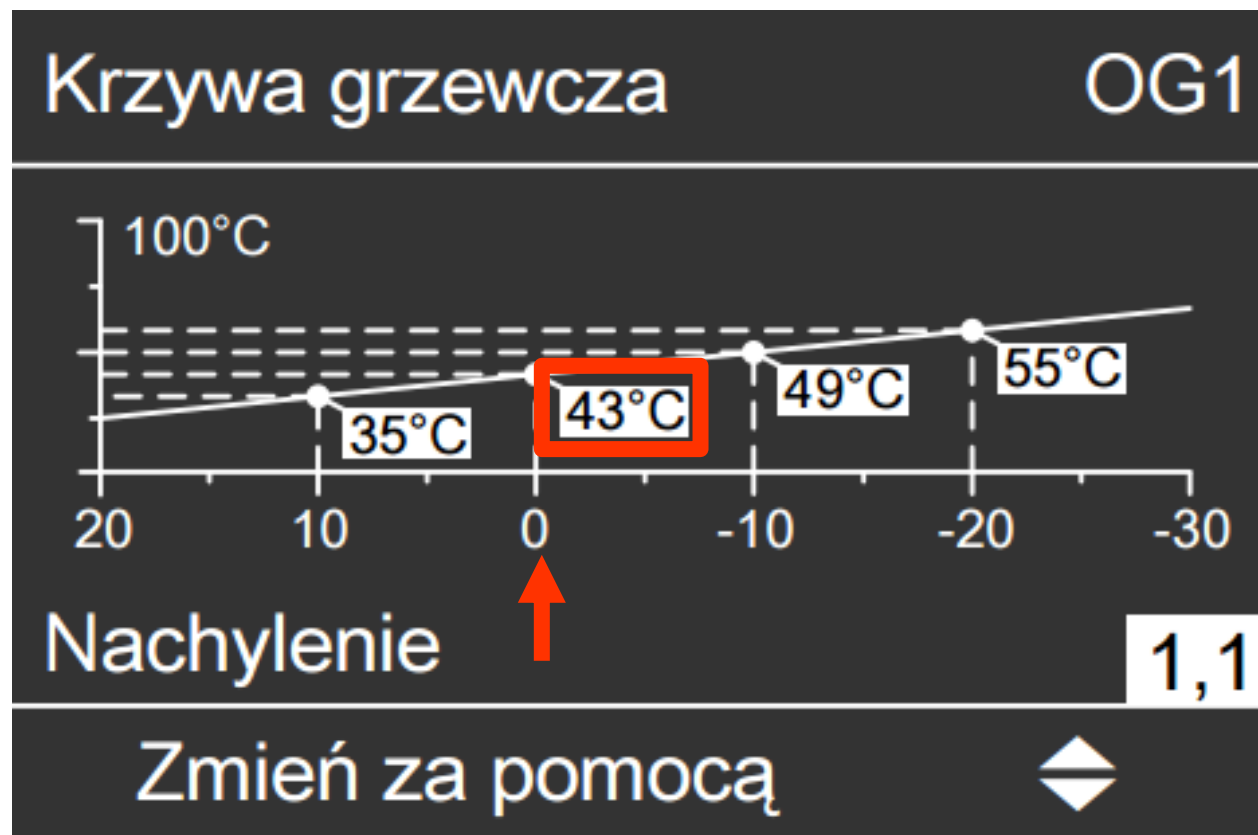 Krzywa grzewcza OG1
100°C
35°C 43°C 49°C 55°C
20 10 0 -10 -20 -30
Nachylenie 1,1
Zmień za pomocą